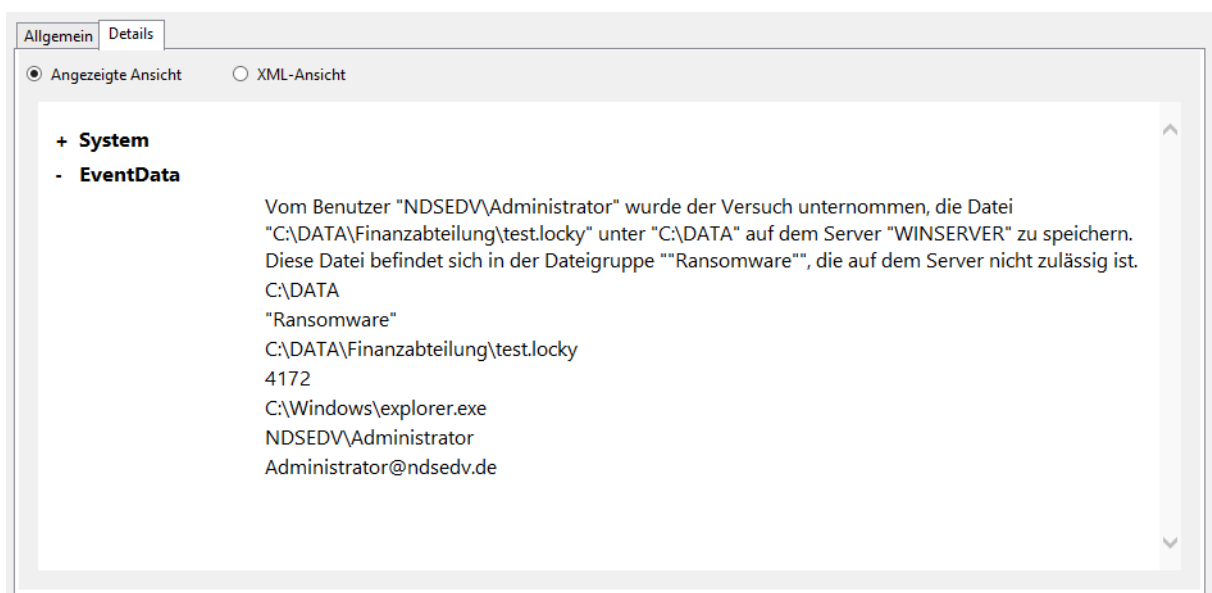 Allgemein Details
Angezeigte Ansicht XML-Ansicht
+ System
- EventData
Vom Benutzer "NDSEDV\Administrator" wurde der Versuch unternommen, die Datei
"C:\DATA\Finanzabteilung\test.locky" unter "C:\DATA" auf dem Server "WINSERVER" zu speichern.
Diese Datei befindet sich in der Dateigruppe ""Ransomware"", die auf dem Server nicht zulässig ist.
C:\DATA
"Ransomware"
C:\DATA\Finanzabteilung\test.locky
4172
C:\Windows\explorer.exe
NDSEDV\Administrator
Administrator@ndsedv.de